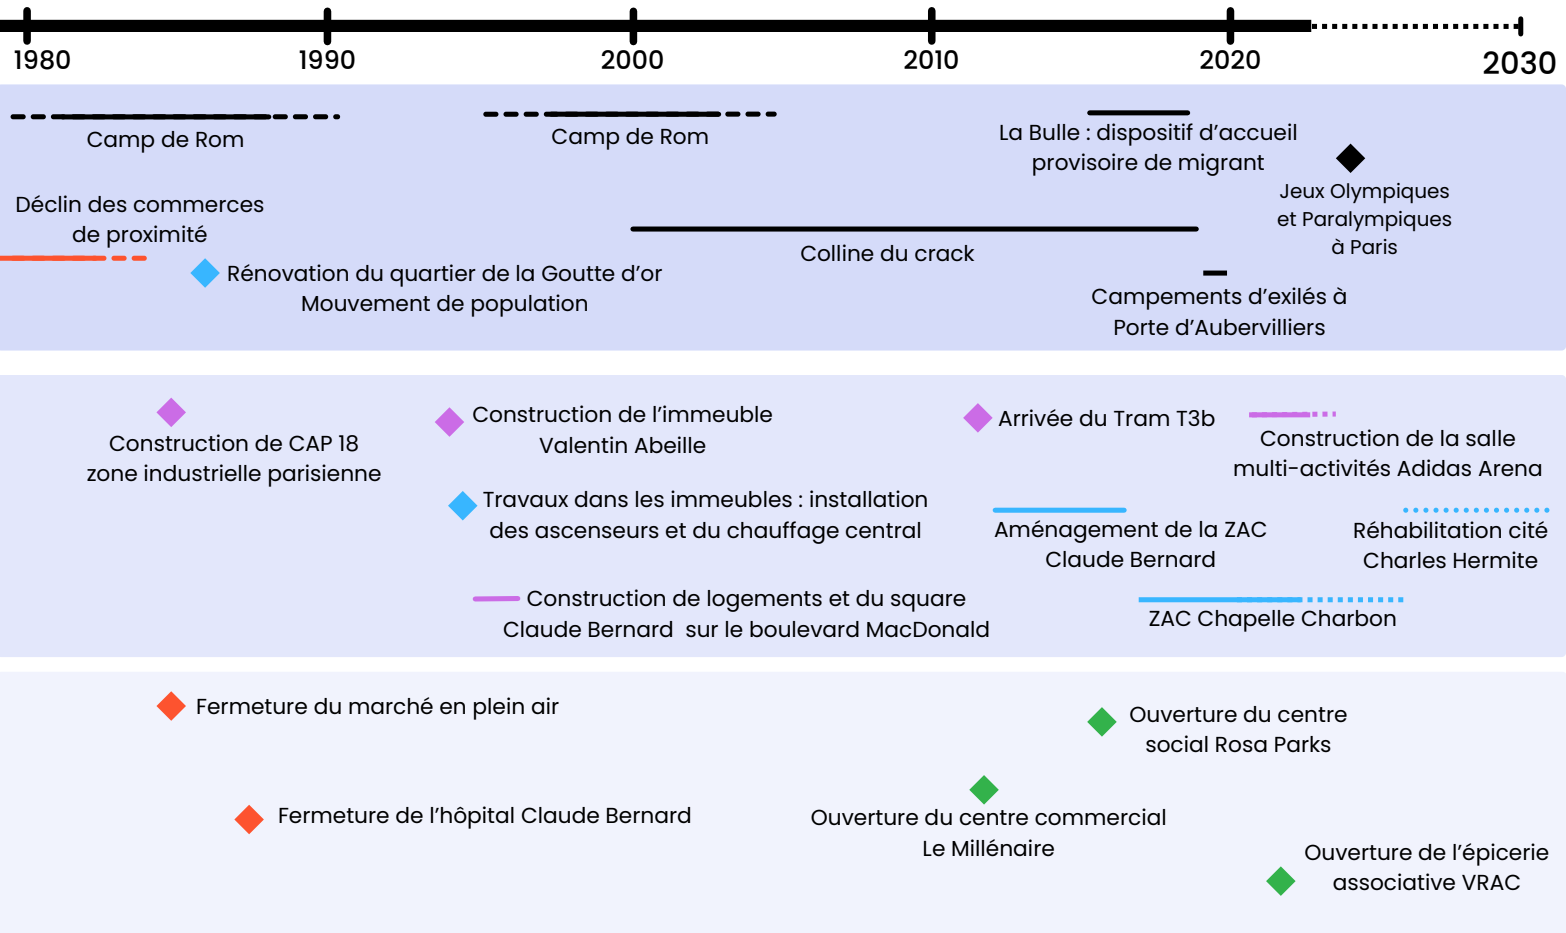 1980
1990
2000
2010
2020
2030
Camp de Rom
Camp de Rom
La Bulle : dispositif d’accueil
provisoire de migrant
Jeux Olympiques
et Paralympiques
à Paris
Déclin des commerces
de proximité
Colline du crack
Rénovation du quartier de la Goutte d’or
Mouvement de population
Campements d’exilés à
Porte d’Aubervilliers
Construction de CAP 18
zone industrielle parisienne
Construction de l’immeuble
Valentin Abeille
Arrivée du Tram T3b
Construction de la salle
multi-activités Adidas Arena
Travaux dans les immeubles : installation
des ascenseurs et du chauffage central
Aménagement de la ZAC
Claude Bernard
Réhabilitation cité
Charles Hermite
Construction de logements et du square
Claude Bernard sur le boulevard MacDonald
ZAC Chapelle Charbon
Fermeture du marché en plein air
Ouverture du centre
social Rosa Parks
Fermeture de l’hôpital Claude Bernard
Ouverture du centre commercial
Le Millénaire
Ouverture de l’épicerie
associative VRAC